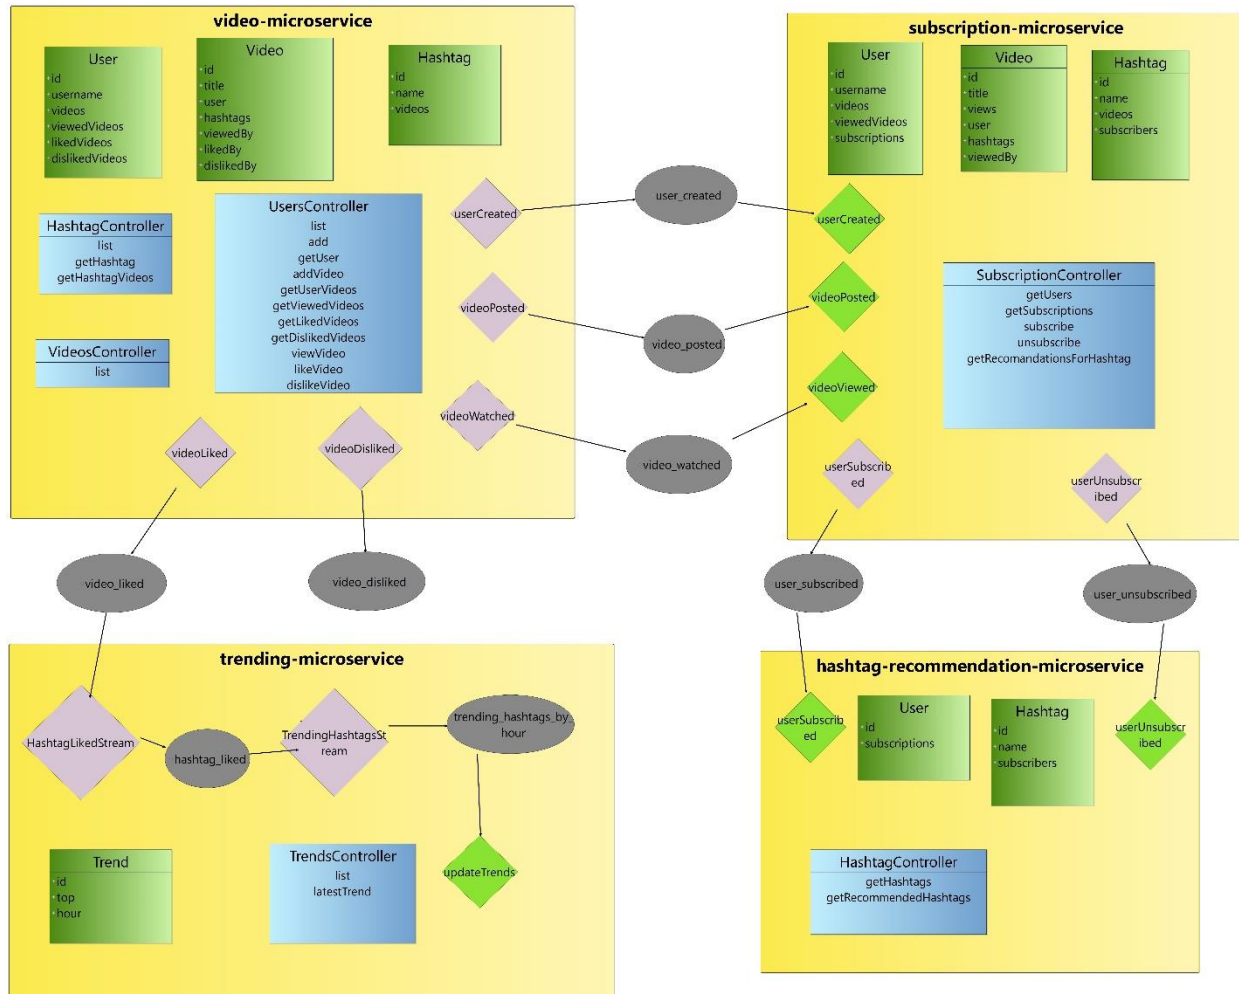 video-microservice
User
id
username
videos
viewedVideos
likedVideos
dislikedVideos
Video
id
title
user
hashtags
viewedBy
likedBy
dislikedBy
Hashtag
id
name
videos
HashtagController
list
getHashtag
getHashtagVideos
UsersController
list
add
getUser
addVideo
getUserVideos
getViewedVideos
getLikedVideos
getDislikedVideos
viewVideo
likeVideo
dislikeVideo
VideosController
list
userCreated
videoPosted
videoWatched
videoLiked
videoDisliked
user_created
video_posted
video_watched
subscription-microservice
User
id
username
videos
viewedVideos
subscriptions
Video
id
title
views
user
hashtags
viewedBy
Hashtag
id
name
videos
subscribers
userCreated
videoPosted
videoViewed
SubscriptionController
getUsers
getSubscriptions
subscribe
unsubscribe
getRecomandationsForHashtag
userSubscrib
ed
userUnsubscr
ibed
video_liked
video_disliked
user_subscribed
user_unsubscribed
trending-microservice
HashtagLikedStream
hashtag_liked
TrendingHashtagsSt
ream
trending_hashtags_by_
hour
Trend
id
top
hour
TrendsController
list
latestTrend
updateTrends
hashtag-recommendation-microservice
userSubscrib
ed
User
id
subscriptions
Hashtag
id
name
subscribers
userUnsubscr
ibed
HashtagController
getHashtags
getRecommendedHashtags